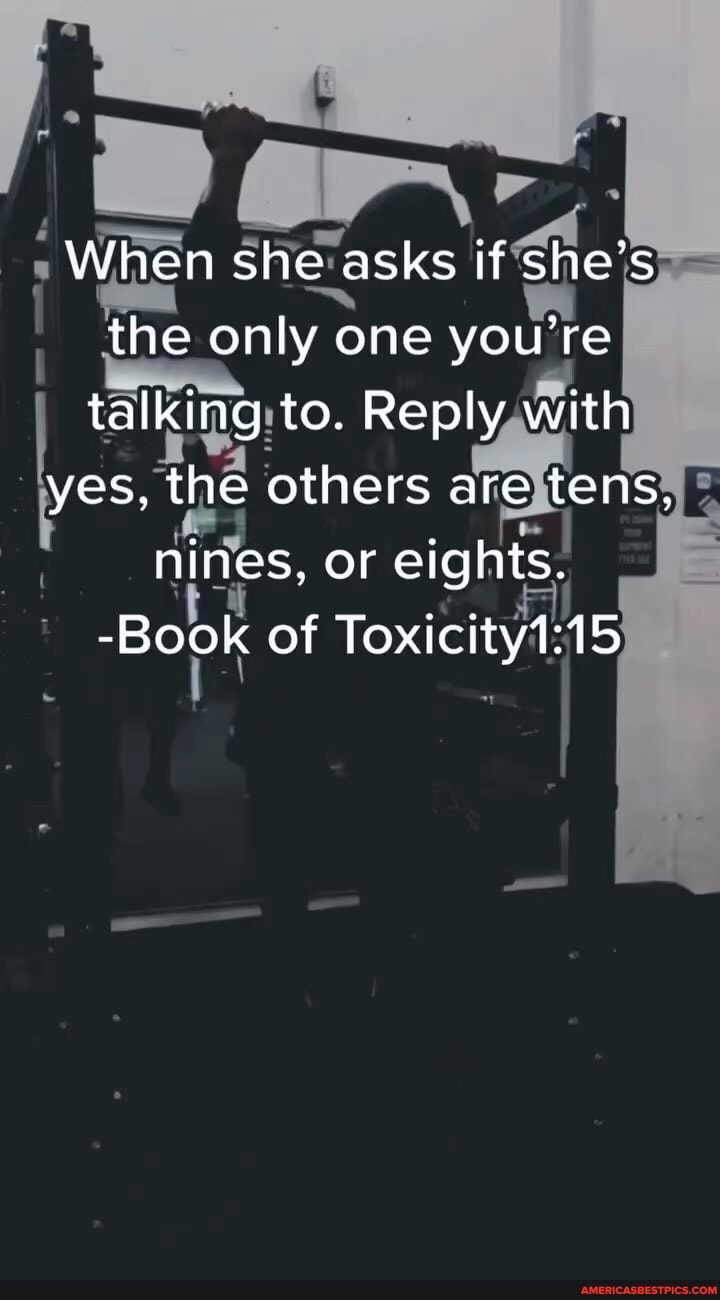 When she asks if she's
the only one you're
talking to. Reply with
yes, the others are tens,
nines, or eights.
-Book of Toxicity1:15
AMERICASBESTPICS.COM